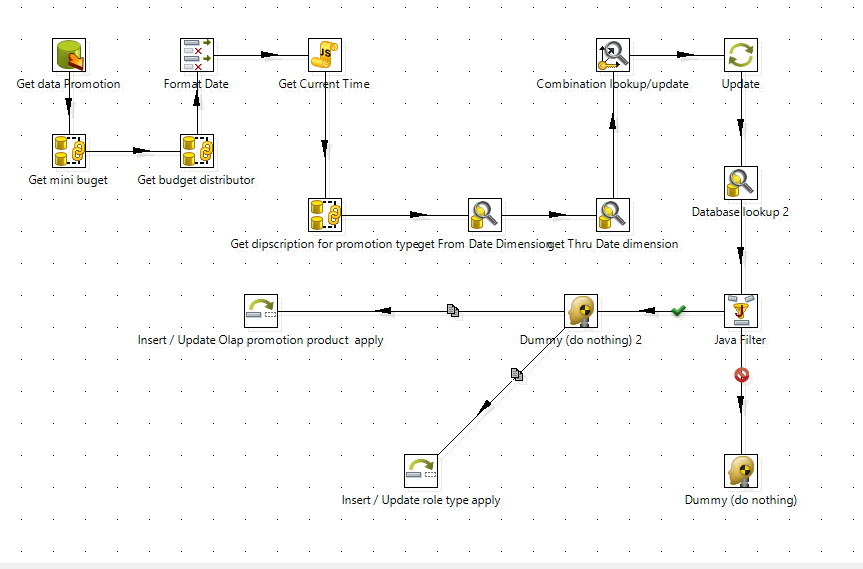 Get data Promotion
Format Date
Get Current Time
Combination lookup/update
Update
JS
Get mini buget
Get budget distributor
Database lookup 2
Get dipscription for promotion type
get From Date Dimension
get Thru Date dimension
Insert / Update Olap promotion product  apply
Dummy (do nothing) 2
Java Filter
Insert / Update role type apply
Dummy (do nothing)